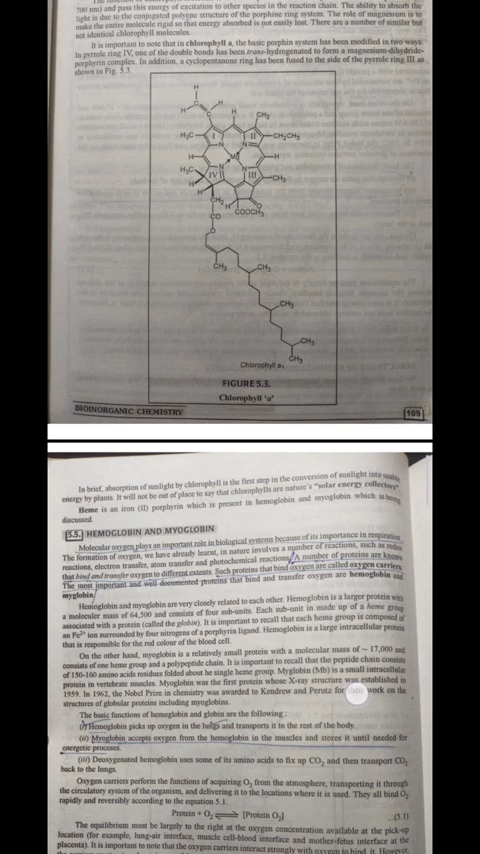 700 nm) and pass this energy of excitation to other species in the reaction chain. The ability to absorb the
light is due to the conjugated polyene structure of the porphine ring system. The role of magnesium is to
make the entire molecule rigid so that energy absorbed is not easily lost. There are a number of similar but
not identical chlorophyll molecules.
It is important to note that in chlorophyll a, the basic porphin system has been modified in two ways.
In pyrrole ring IV, one of the double bonds has been trans-hydrogenated to form a magnesium-dihydride-
porphyrin complex. In addition, a cyclopentanone ring has been fused to the side of the pyrrole ring III as
shown in Fig. 5.3.
H
H C H
C H CH₃
H₃C I II CH₂CH₃
N N
H Mg H
H₃C N N
IV III CH₃
H
H
CH₂ H O
CO COOCH₃
O
CH₃ CH₃
CH₃
CH₃
CH₃
Chlorophyll a₁
FIGURE 5.3.
Chlorophyll 'a'
BIOINORGANIC CHEMISTRY 109
In brief, absorption of sunlight by chlorophyll is the first step in the conversion of sunlight into usable
energy by plants. It will not be out of place to say that chlorophylls are nature's "solar energy collectors"
Heme is an iron (II) porphyrin which is present in hemoglobin and myoglobin which is being
discussed.
5.5. HEMOGLOBIN AND MYOGLOBIN
Molecular oxygen plays an important role in biological systems because of its importance in respiration.
The formation of oxygen, we have already learnt, in nature involves a number of reactions, such as redox
reactions, electron transfer, atom transfer and photochemical reactions. A number of proteins are known
that bind and transfer oxygen to different extents. Such proteins that bind oxygen are called oxygen carriers.
The most important and well documented proteins that bind and transfer oxygen are hemoglobin and
myglobin.
Hemoglobin and myoglobin are very closely related to each other. Hemoglobin is a larger protein with
a molecular mass of 64,500 and consists of four sub-units. Each sub-unit in made up of a heme group
associated with a protein (called the globin). It is important to recall that each heme group is composed of
an Fe²⁺ ion surrounded by four nitrogens of a porphyrin ligand. Hemoglobin is a large intracellular protein
that is responsible for the red colour of the blood cell.
On the other hand, myoglobin is a relatively small protein with a molecular mass of ~ 17,000 and
consists of one heme group and a polypeptide chain. It is important to recall that the peptide chain consists
of 150-160 amino acids residues folded about he single heme group. Myglobin (Mb) is a small intracellular
protein in vertebrate muscles. Myoglobin was the first protein whose X-ray structure was established in
1959. In 1962, the Nobel Prize in chemistry was awarded to Kendrew and Perutz for their work on the
structures of globular proteins including myoglobins.
The basic functions of hemoglobin and globin are the following :
(i) Hemoglobin picks up oxygen in the lungs and transports it to the rest of the body.
(ii) Myoglobin accepts oxygen from the hemoglobin in the muscles and stores it until needed for
energetic processes.
(iii) Deoxygenated hemoglobin uses some of its amino acids to fix up CO₂ and then transport CO₂
back to the lungs.
Oxygen carriers perform the functions of acquiring O₂ from the atmosphere, transporting it through
the circulatory system of the organism, and delivering it to the locations where it is used. They all bind O₂
rapidly and reversibly according to the equation 5.1.
Protein + O₂ ⇌ [Protein O₂] ...(5.1)
The equilibrium must be largely to the right at the oxygen concentration available at the pick-up
location (for example, lung-air interface, muscle cell-blood interface and mother-fetus interface at the
placenta). It is important to note that the oxygen carriers interact strongly with oxygen to bind it. However,